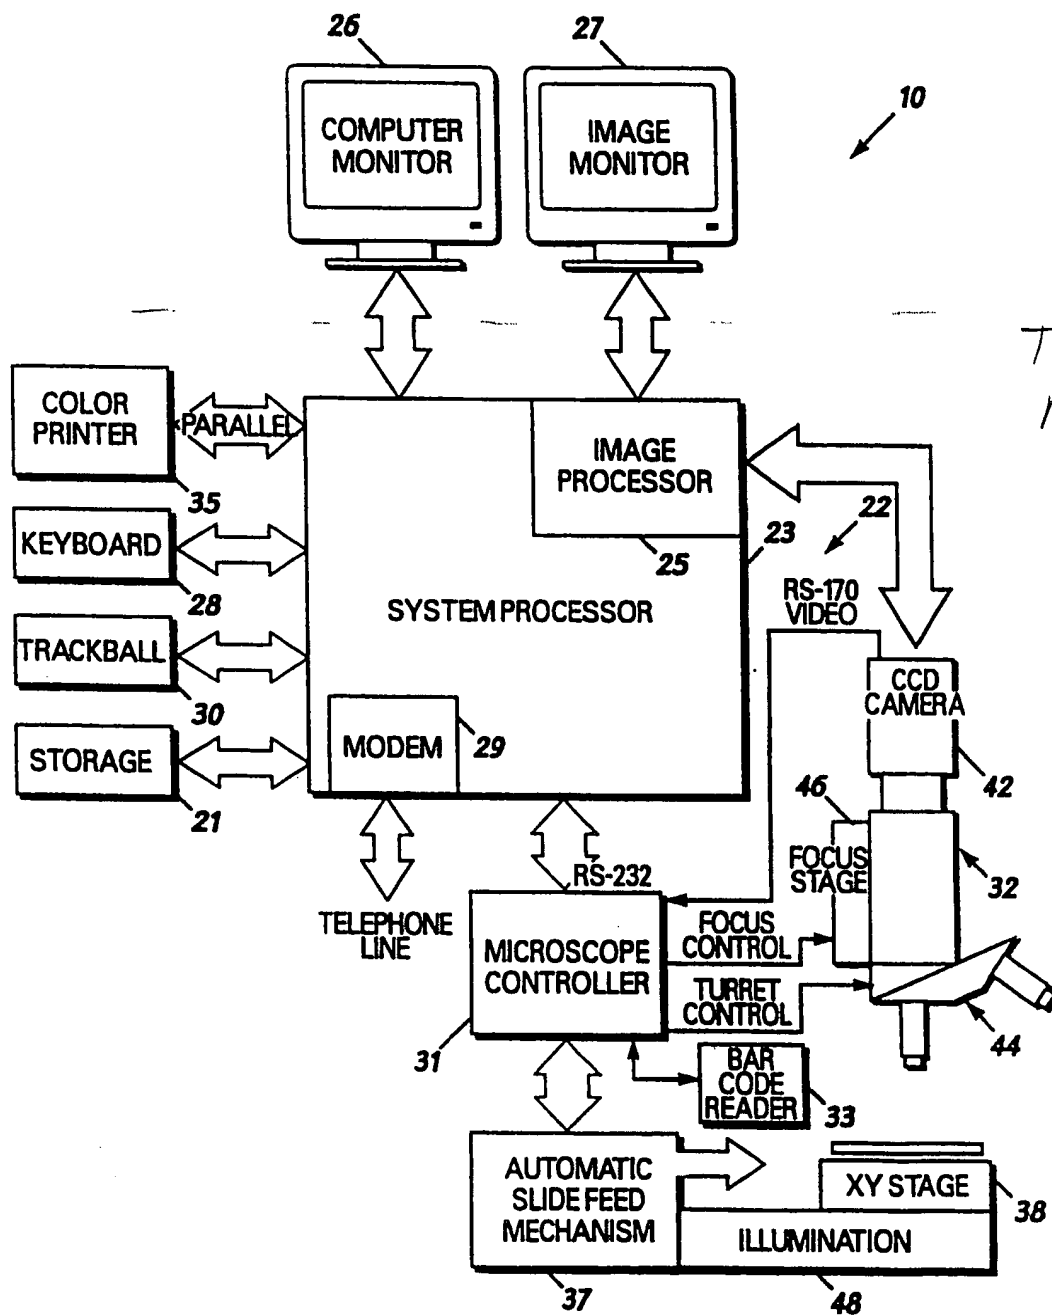 26
27
10
COMPUTER
MONITOR
IMAGE
MONITOR
COLOR
PRINTER
PARALLEL
35
IMAGE
PROCESSOR
25
23
22
KEYBOARD
28
SYSTEM PROCESSOR
RS-170
VIDEO
TRACKBALL
30
CCD
CAMERA
42
STORAGE
21
MODEM
29
46
FOCUS
STAGE
32
TELEPHONE
LINE
RS-232
MICROSCOPE
CONTROLLER
31
FOCUS
CONTROL
TURRET
CONTROL
44
BAR
CODE
READER
33
AUTOMATIC
SLIDE FEED
MECHANISM
37
XY STAGE
38
ILLUMINATION
48